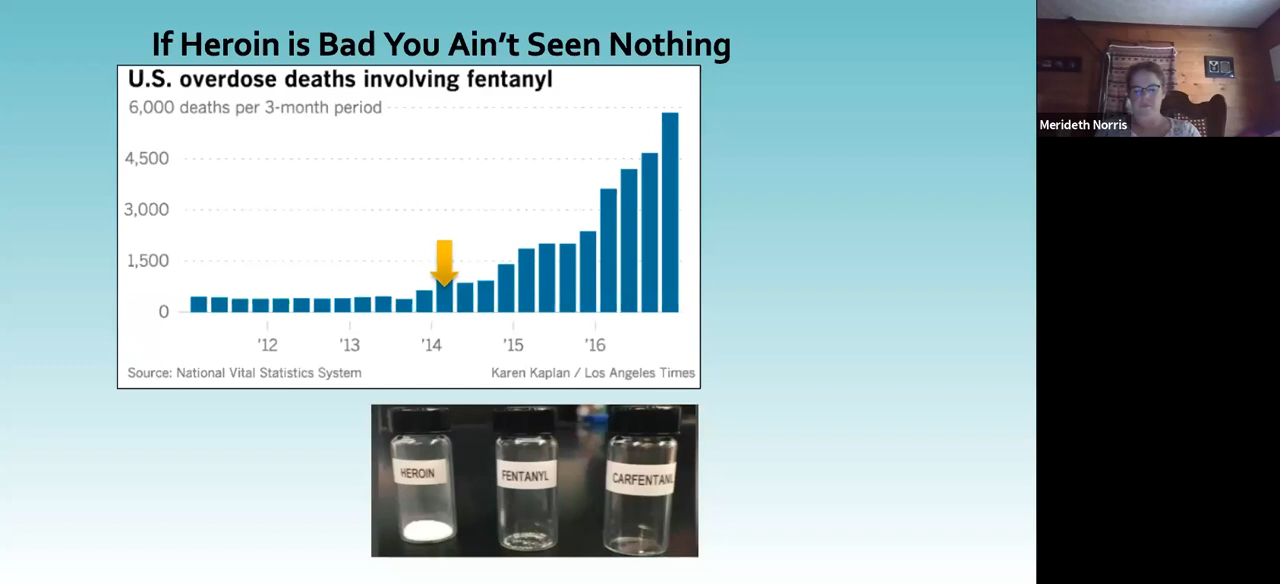 If Heroin is Bad You Ain't Seen Nothing
U.S. overdose deaths involving fentanyl
6,000 deaths per 3-month period
4,500
3,000
1,500
0
'12 '13 '14 '15 '16
Source: National Vital Statistics System Karen Kaplan / Los Angeles Times
HEROIN FENTANYL CARFENTANIL
Merideth Norris